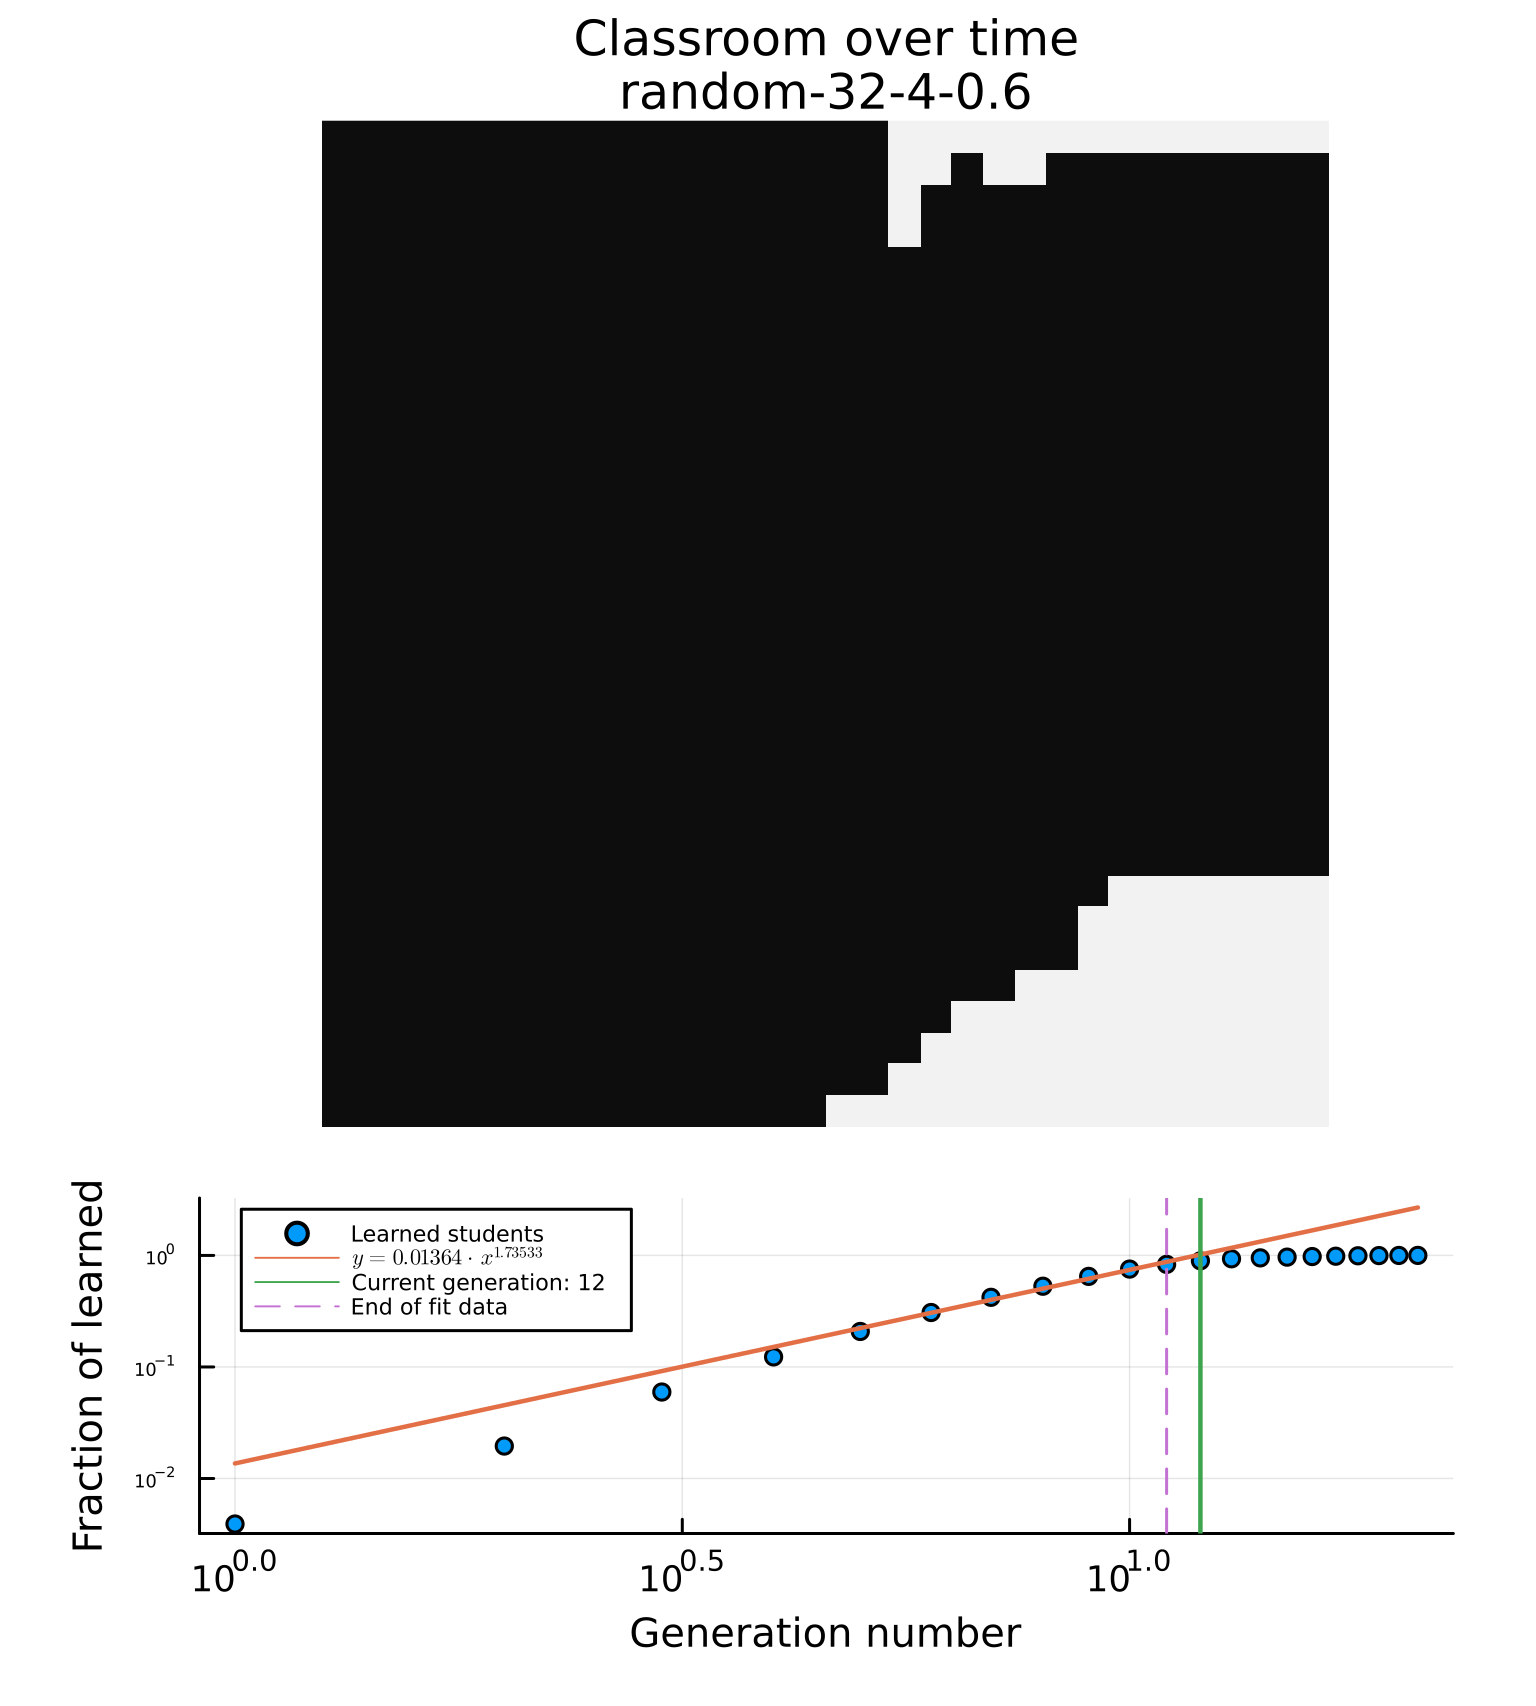 Classroom over time
random-32-4-0.6
Fraction of learned
Learned students
y = 0.01364 · x^1.73533
Current generation: 12
End of fit data
10^0
10^−1
10^−2
10^0.0
10^0.5
10^1.0
Generation number